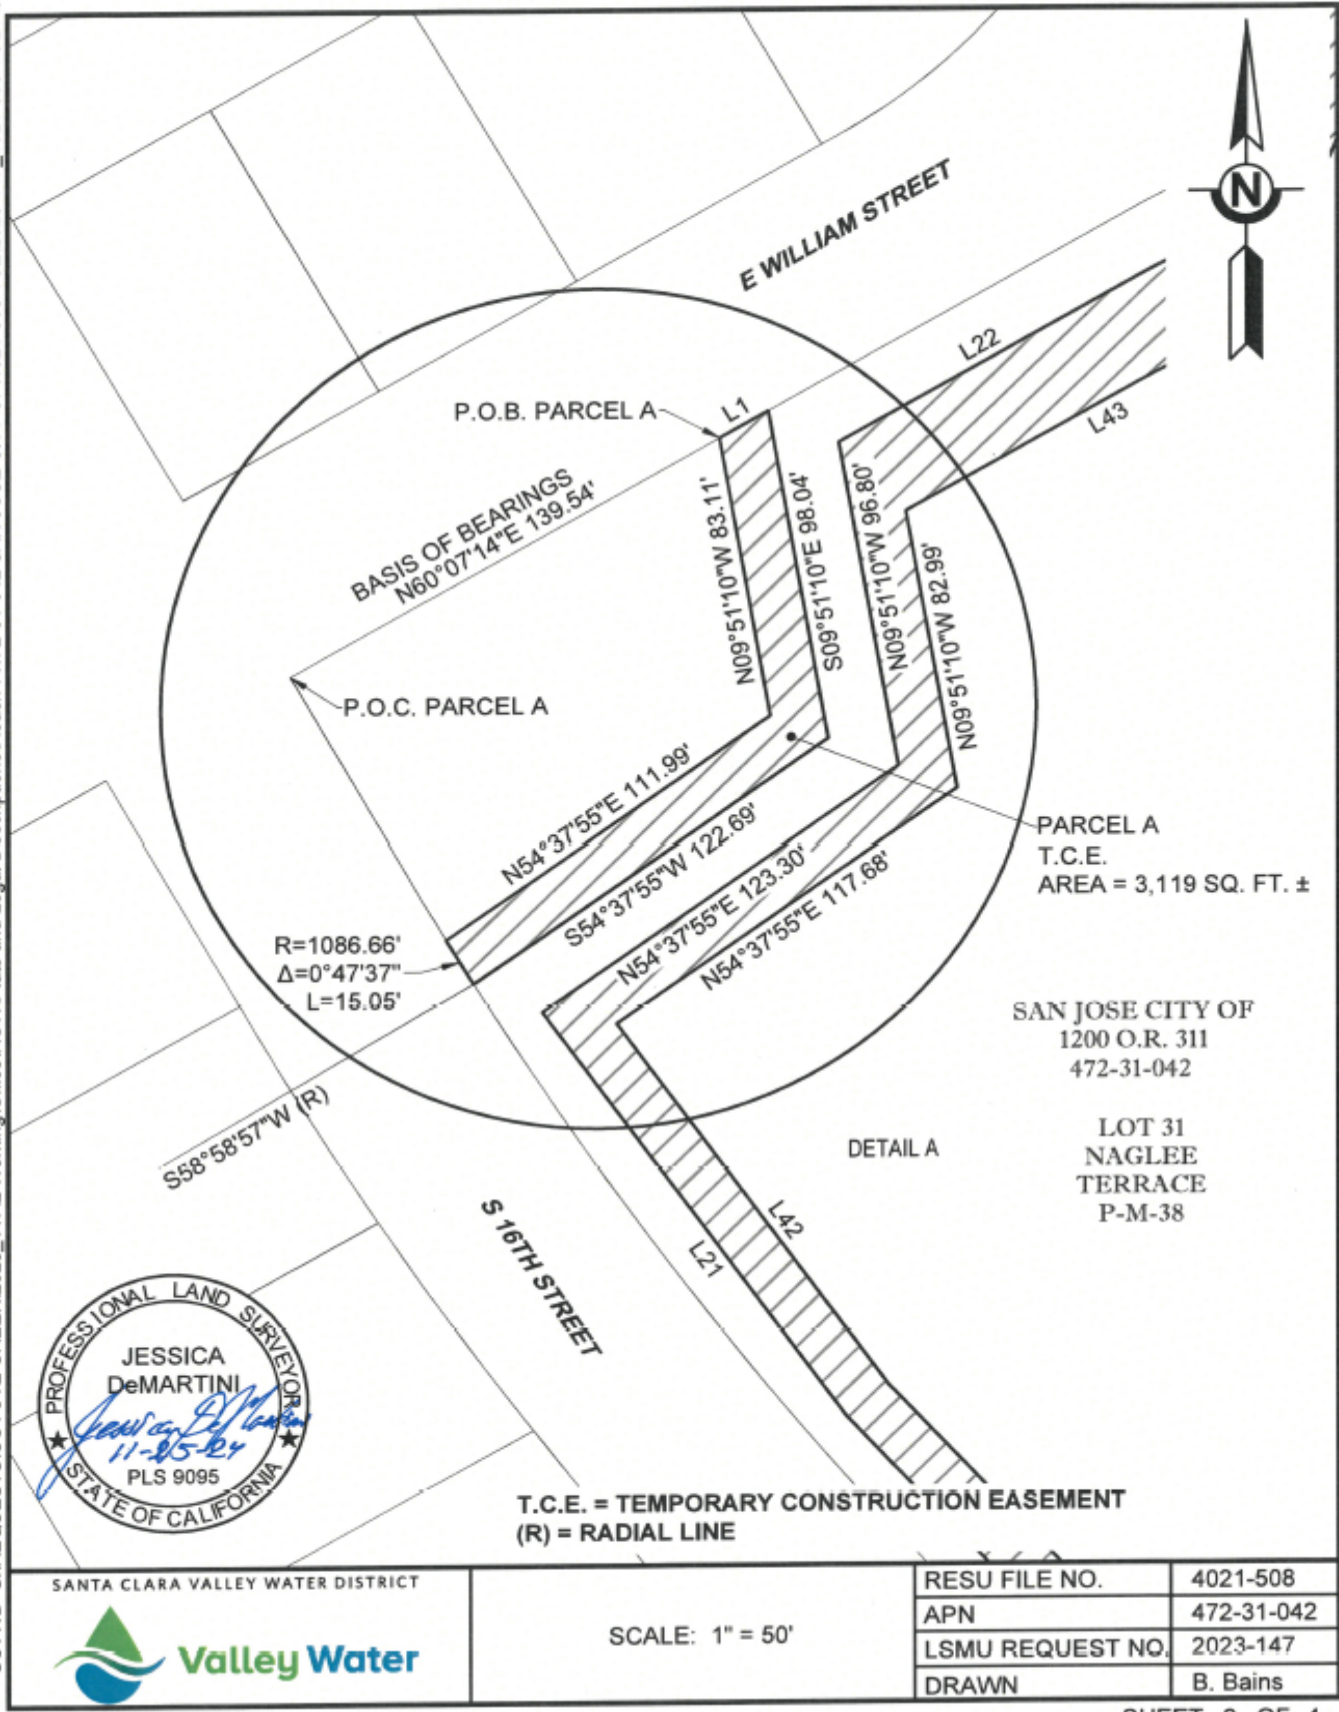 N
E WILLIAM STREET
L22
L43
P.O.B. PARCEL A
L1
BASIS OF BEARINGS
N60°07'14"E 139.54'
N09°51'10"W 83.11'
S09°51'10"E 98.04'
N09°51'10"W 96.80'
N09°51'10"W 82.99'
P.O.C. PARCEL A
N54°37'55"E 111.99'
S54°37'55"W 122.69'
N54°37'55"E 123.30'
N54°37'55"E 117.68'
PARCEL A
T.C.E.
AREA = 3,119 SQ. FT. ±
R=1086.66'
Δ=0°47'37"
L=15.05'
SAN JOSE CITY OF
1200 O.R. 311
472-31-042
LOT 31
NAGLEE
TERRACE
P-M-38
S58°58'57"W (R)
DETAIL A
S 16TH STREET
L42
L21
PROFESSIONAL LAND SURVEYOR
JESSICA
DeMARTINI
Jessica DeMartini
11-25-24
PLS 9095
STATE OF CALIFORNIA
T.C.E. = TEMPORARY CONSTRUCTION EASEMENT
(R) = RADIAL LINE
SANTA CLARA VALLEY WATER DISTRICT
Valley Water
SCALE: 1" = 50'
RESU FILE NO. 4021-508
APN 472-31-042
LSMU REQUEST NO. 2023-147
DRAWN B. Bains